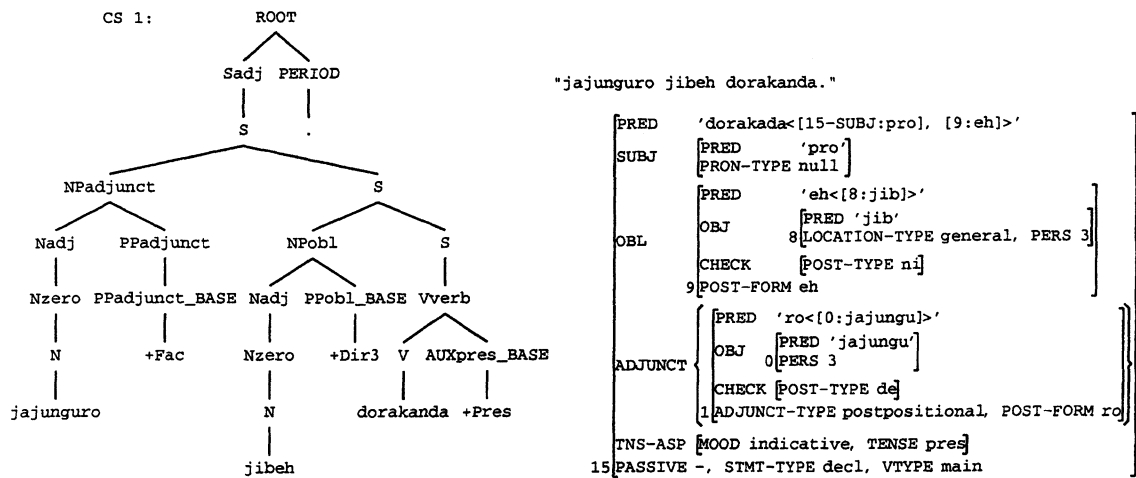 CS 1: ROOT
Sadj PERIOD
S .
NPadjunct S
Nadj PPadjunct NPobl S
Nzero PPadjunct_BASE Nadj PPobl_BASE Vverb
N +Fac Nzero +Dir3 V AUXpres_BASE
jajunguro N dorakanda +Pres
jibeh
"jajunguro jibeh dorakanda."
PRED 'dorakada<[15-SUBJ:pro], [9:eh]>'
SUBJ
PRED 'pro'
PRON-TYPE null
OBL
PRED 'eh<[8:jib]>'
OBJ
PRED 'jib'
8 LOCATION-TYPE general, PERS 3
CHECK [POST-TYPE ni]
9 POST-FORM eh
ADJUNCT
PRED 'ro<[0:jajungu]>'
OBJ
PRED 'jajungu'
0 PERS 3
CHECK [POST-TYPE de]
1 ADJUNCT-TYPE postpositional, POST-FORM ro
TNS-ASP [MOOD indicative, TENSE pres]
15 PASSIVE -, STMT-TYPE decl, VTYPE main